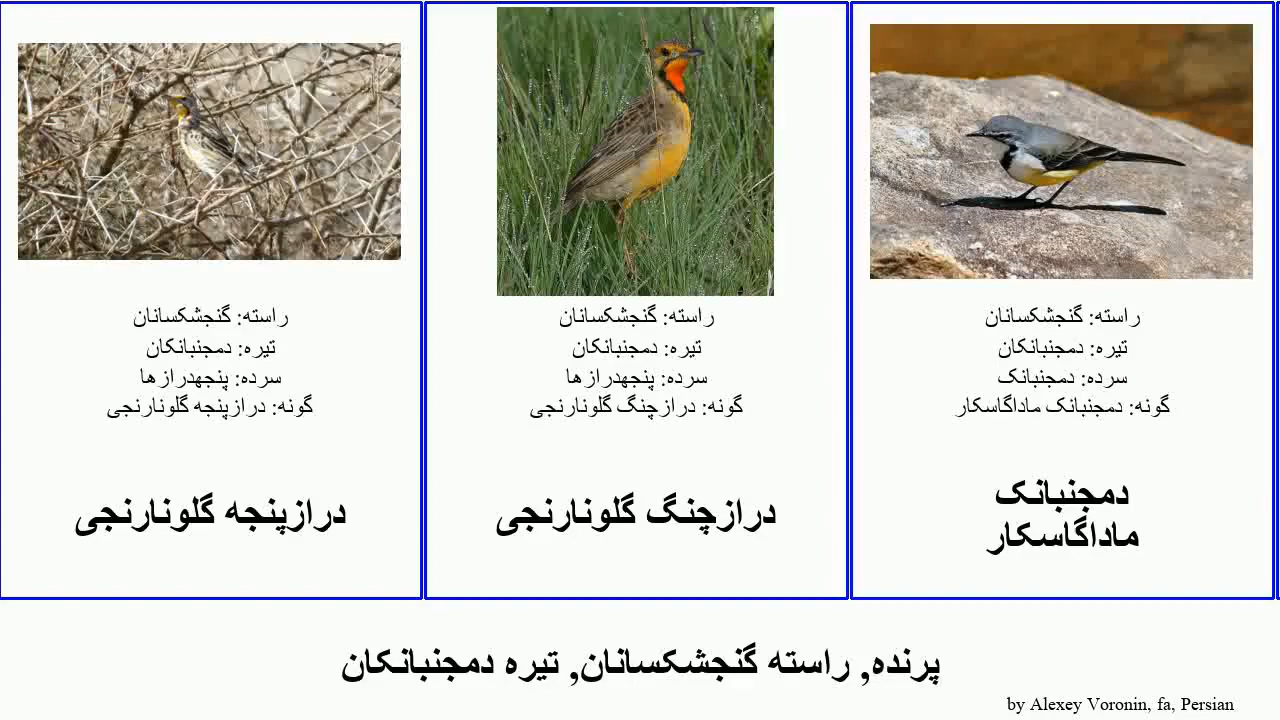 راسته: گنجشکسانان
تیره: دمجنبانکان
سرده: پنجهدرازها
گونه: درازپنجه گلونارنجی
درازپنجه گلونارنجی
راسته: گنجشکسانان
تیره: دمجنبانکان
سرده: پنجهدرازها
گونه: درازچنگ گلونارنجی
درازچنگ گلونارنجی
راسته: گنجشکسانان
تیره: دمجنبانکان
سرده: دمجنبانک
گونه: دمجنبانک ماداگاسکار
دمجنبانک
ماداگاسکار
پرنده, راسته گنجشکسانان, تیره دمجنبانکان
by Alexey Voronin, fa, Persian